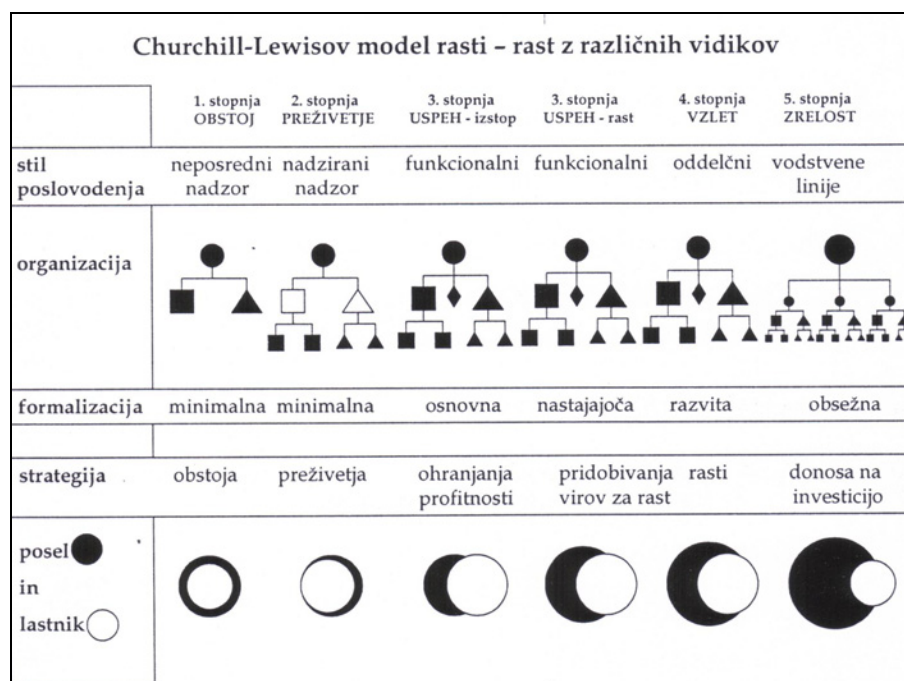 Churchill-Lewisov model rasti – rast z različnih vidikov
1. stopnja 2. stopnja 3. stopnja 3. stopnja 4. stopnja 5. stopnja
OBSTOJ PREŽIVETJE USPEH - izstop USPEH - rast VZLET ZRELOST
stil neposredni nadzirani funkcionalni funkcionalni oddelčni vodstvene
poslovodenja nadzor nadzor linije
organizacija
formalizacija minimalna minimalna osnovna nastajajoča razvita obsežna
strategija obstoja preživetja ohranjanja pridobivanja rasti donosa na
profitnosti virov za rast investicijo
posel
in
lastnik